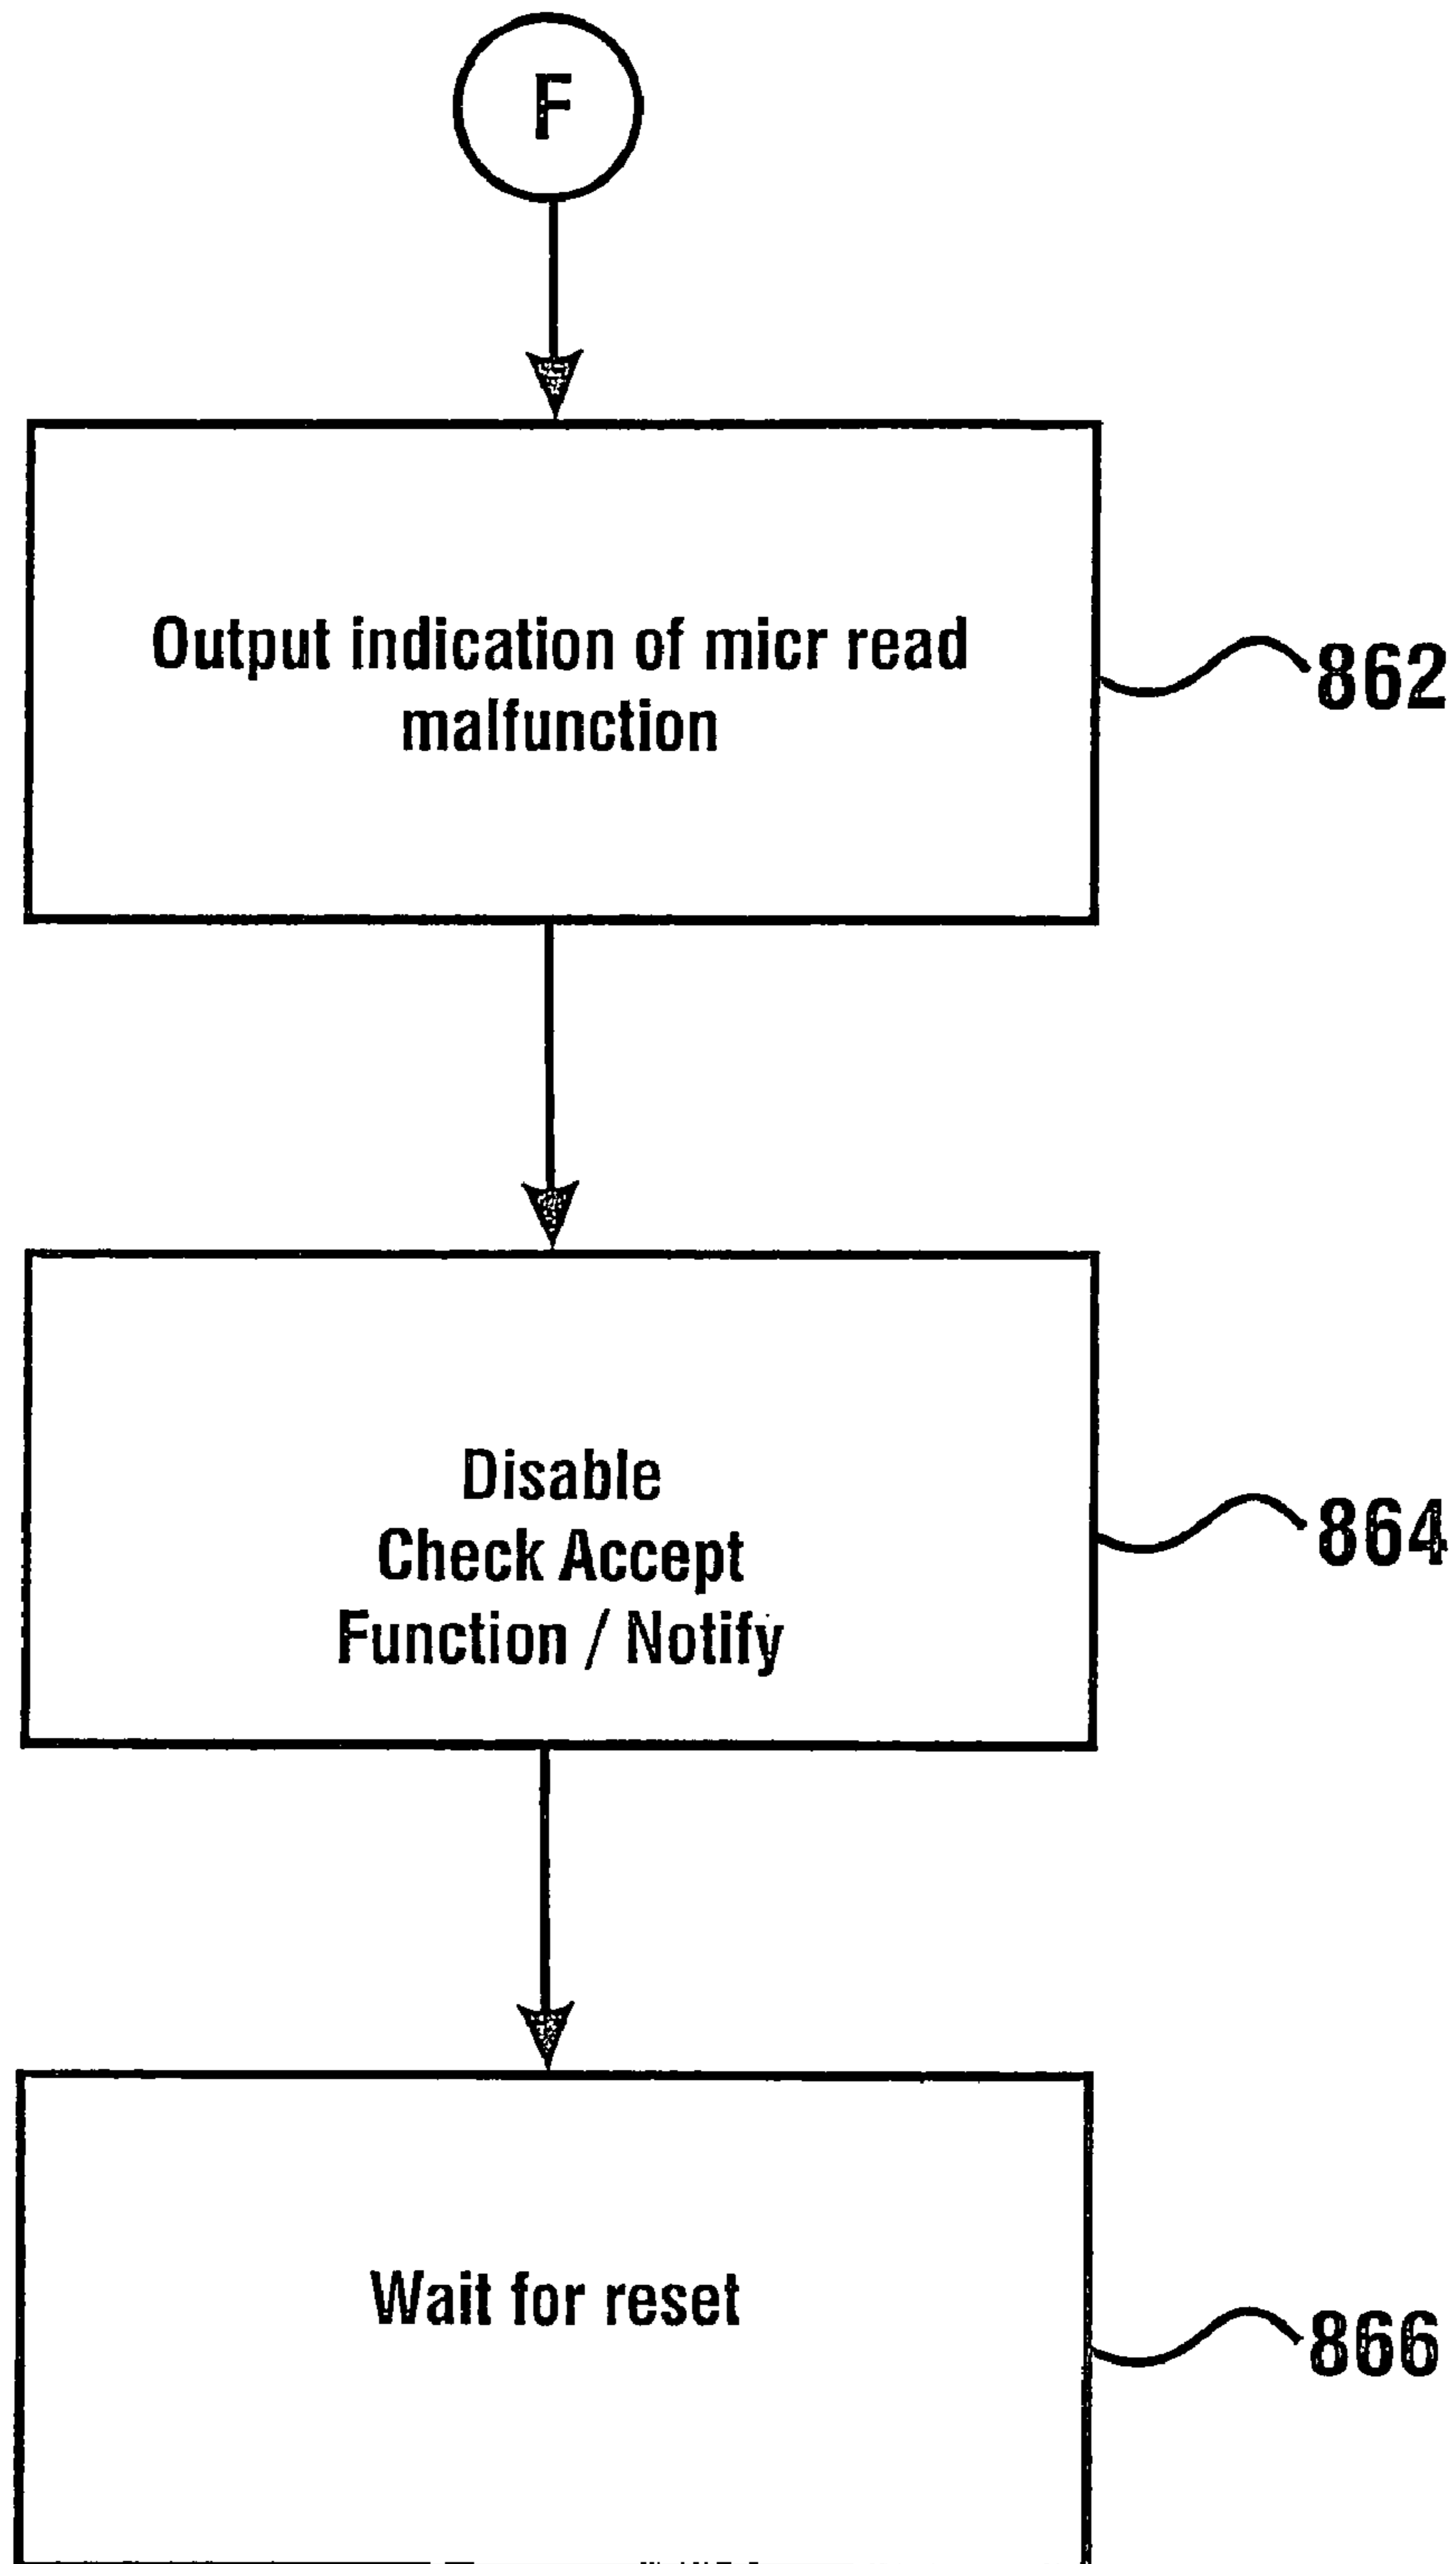 F
Output indication of micr read
malfunction
862
Disable
Check Accept
Function / Notify
864
Wait for reset
866